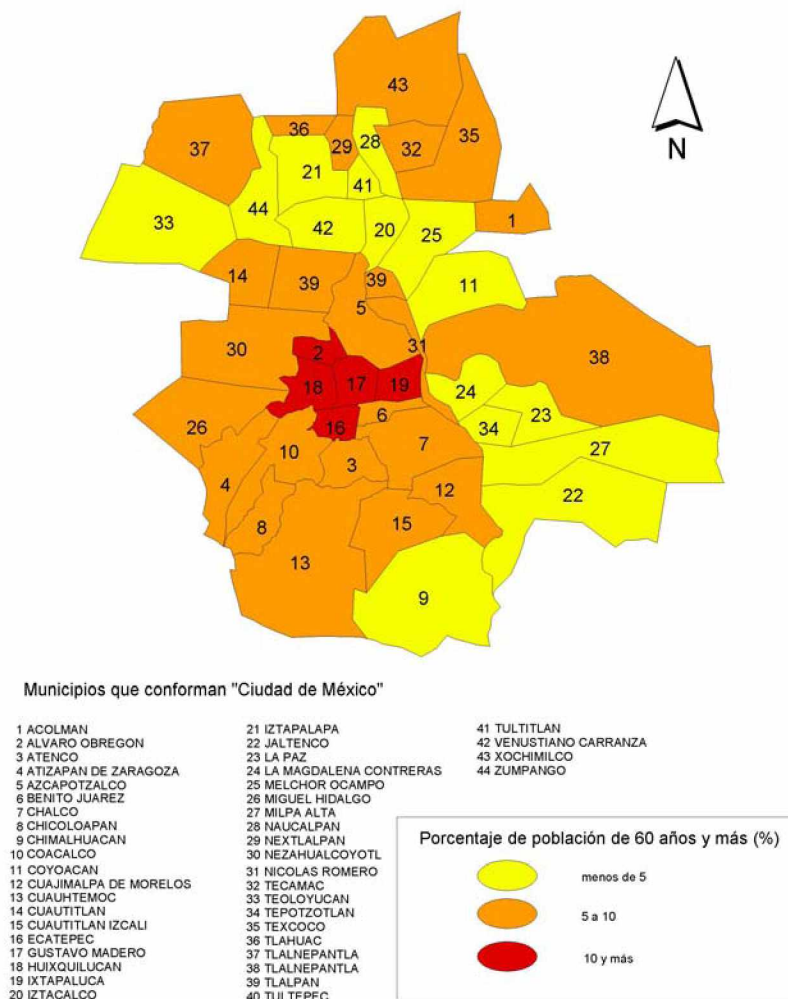 43
36
29
28
32
35
37
21
41
33
44
42
20
25
1
14
39
39
11
5
30
2
31
38
18
17
19
24
23
26
16
6
34
10
3
7
27
4
12
22
8
15
13
9
N
Municipios que conforman "Ciudad de México"
1 ACOLMAN
2 ALVARO OBREGON
3 ATENCO
4 ATIZAPAN DE ZARAGOZA
5 AZCAPOTZALCO
6 BENITO JUAREZ
7 CHALCO
8 CHICOLOAPAN
9 CHIMALHUACAN
10 COACALCO
11 COYOACAN
12 CUAJIMALPA DE MORELOS
13 CUAUHTEMOC
14 CUAUTITLAN
15 CUAUTITLAN IZCALI
16 ECATEPEC
17 GUSTAVO MADERO
18 HUIXQUILUCAN
19 IXTAPALUCA
20 IZTACALCO
21 IZTAPALAPA
22 JALTENCO
23 LA PAZ
24 LA MAGDALENA CONTRERAS
25 MELCHOR OCAMPO
26 MIGUEL HIDALGO
27 MILPA ALTA
28 NAUCALPAN
29 NEXTLALPAN
30 NEZAHUALCOYOTL
31 NICOLAS ROMERO
32 TECAMAC
33 TEOLOYUCAN
34 TEPOTZOTLAN
35 TEXCOCO
36 TLAHUAC
37 TLALNEPANTLA
38 TLALNEPANTLA
39 TLALPAN
40 TULTEPEC
41 TULTITLAN
42 VENUSTIANO CARRANZA
43 XOCHIMILCO
44 ZUMPANGO
Porcentaje de población de 60 años y más (%)
menos de 5
5 a 10
10 y más